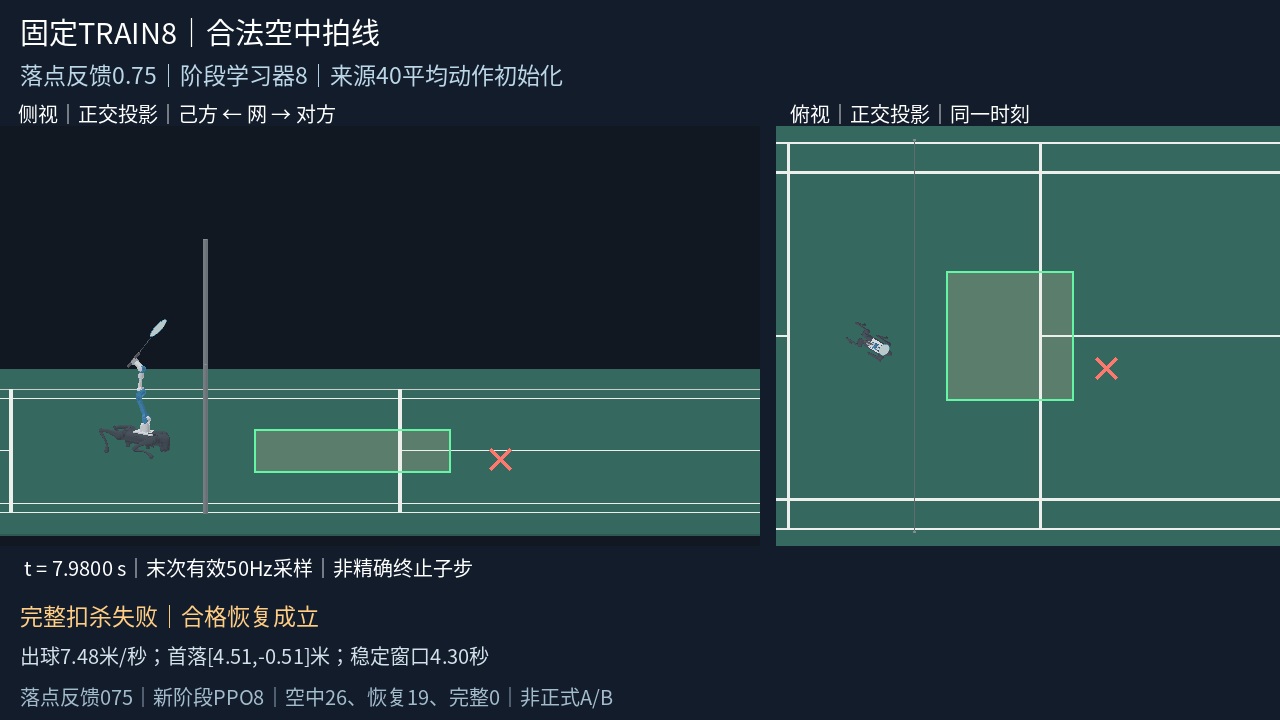 固定TRAIN8｜合法空中拍线
落点反馈0.75｜阶段学习器8｜来源40平均动作初始化
侧视｜正交投影｜己方 ← 网 → 对方
俯视｜正交投影｜同一时刻
t = 7.9800 s｜末次有效50Hz采样｜非精确终止子步
完整扣杀失败｜合格恢复成立
出球7.48米/秒；首落[4.51,-0.51]米；稳定窗口4.30秒
落点反馈075｜新阶段PPO8｜空中26、恢复19、完整0｜非正式A/B